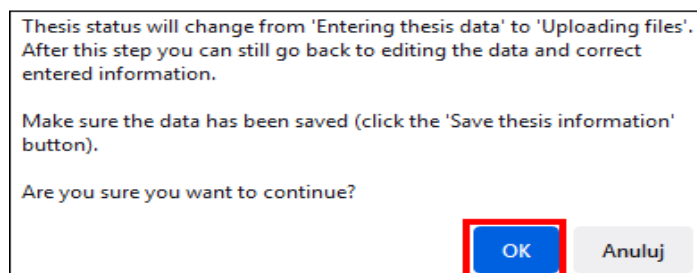 Thesis status will change from 'Entering thesis data' to 'Uploading files'.
After this step you can still go back to editing the data and correct
entered information.
Make sure the data has been saved (click the 'Save thesis information'
button).
Are you sure you want to continue?
OK Anuluj